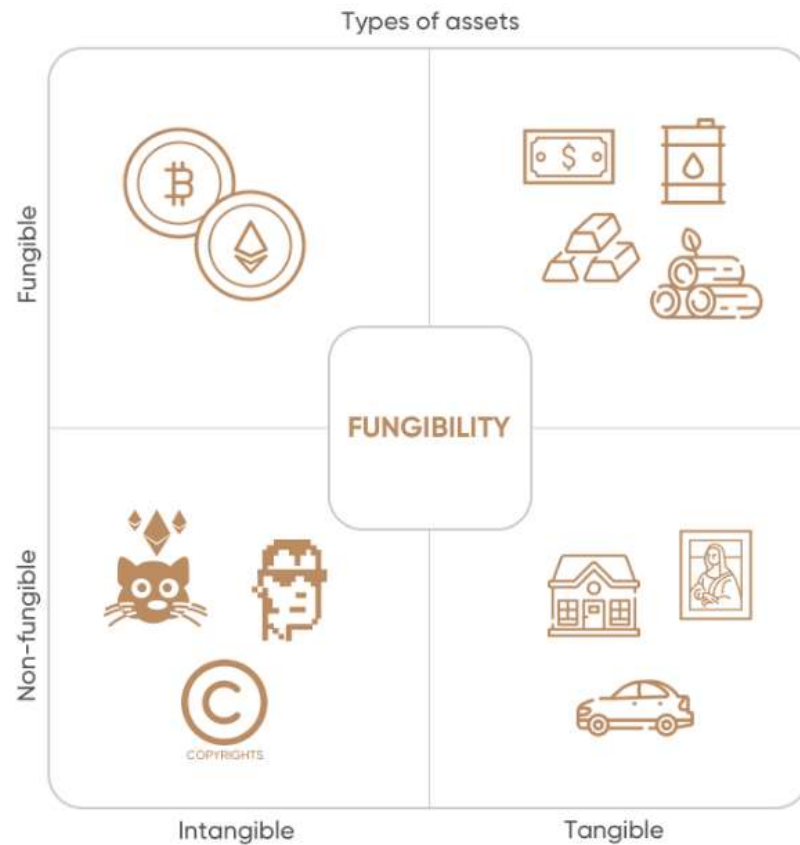 Types of assets
Fungible
FUNGIBILITY
Non-fungible
COPYRIGHTS
Intangible
Tangible